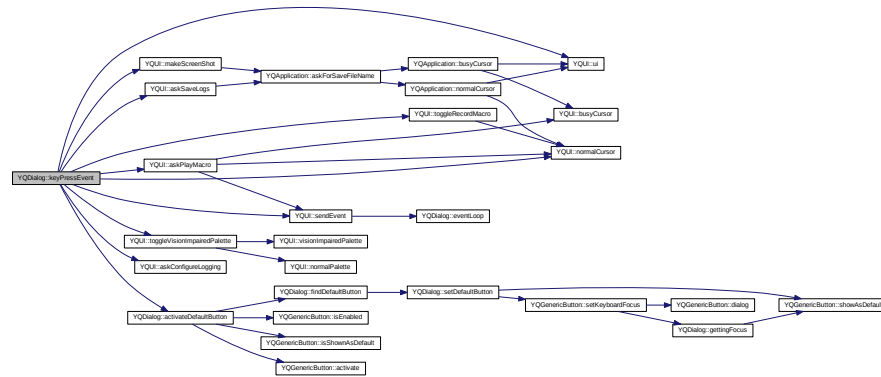 YQDialog::keyPressEvent
YQUI::makeScreenShot
YQUI::askSaveLogs
YQApplication::askForSaveFileName
YQApplication::busyCursor
YQApplication::normalCursor
YQUI::ui
YQUI::busyCursor
YQUI::toggleRecordMacro
YQUI::normalCursor
YQUI::askPlayMacro
YQUI::sendEvent
YQDialog::eventLoop
YQUI::toggleVisionImpairedPalette
YQUI::visionImpairedPalette
YQUI::normalPalette
YQUI::askConfigureLogging
YQDialog::activateDefaultButton
YQDialog::findDefaultButton
YQDialog::setDefaultButton
YQGenericButton::setKeyboardFocus
YQGenericButton::dialog
YQGenericButton::showAsDefault
YQDialog::gettingFocus
YQGenericButton::isEnabled
YQGenericButton::isShownAsDefault
YQGenericButton::activate